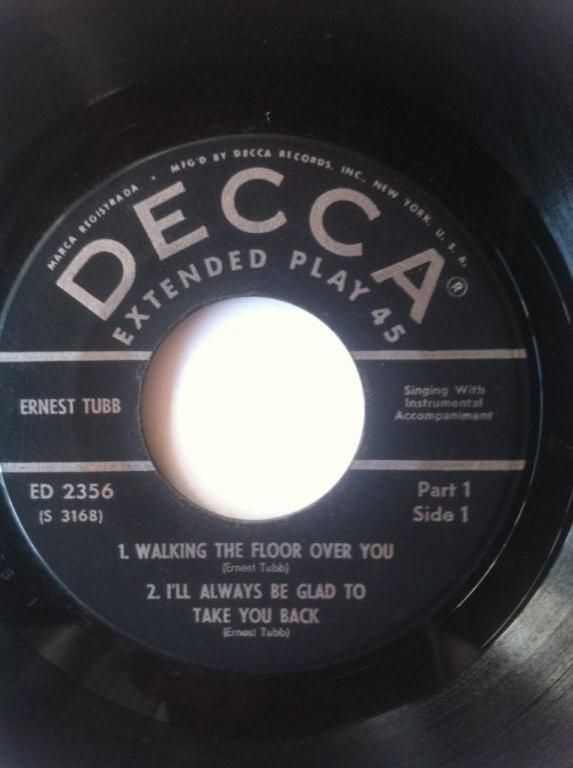 MARCA REGISTRADA • MFG'D BY DECCA RECORDS, INC., NEW YORK, U.S.A.
DECCA®
EXTENDED PLAY 45
ERNEST TUBB
Singing With
Instrumental
Accompaniment
ED 2356
(S 3168)
Part 1
Side 1
1. WALKING THE FLOOR OVER YOU
(Ernest Tubb)
2. I'LL ALWAYS BE GLAD TO
TAKE YOU BACK
(Ernest Tubb)